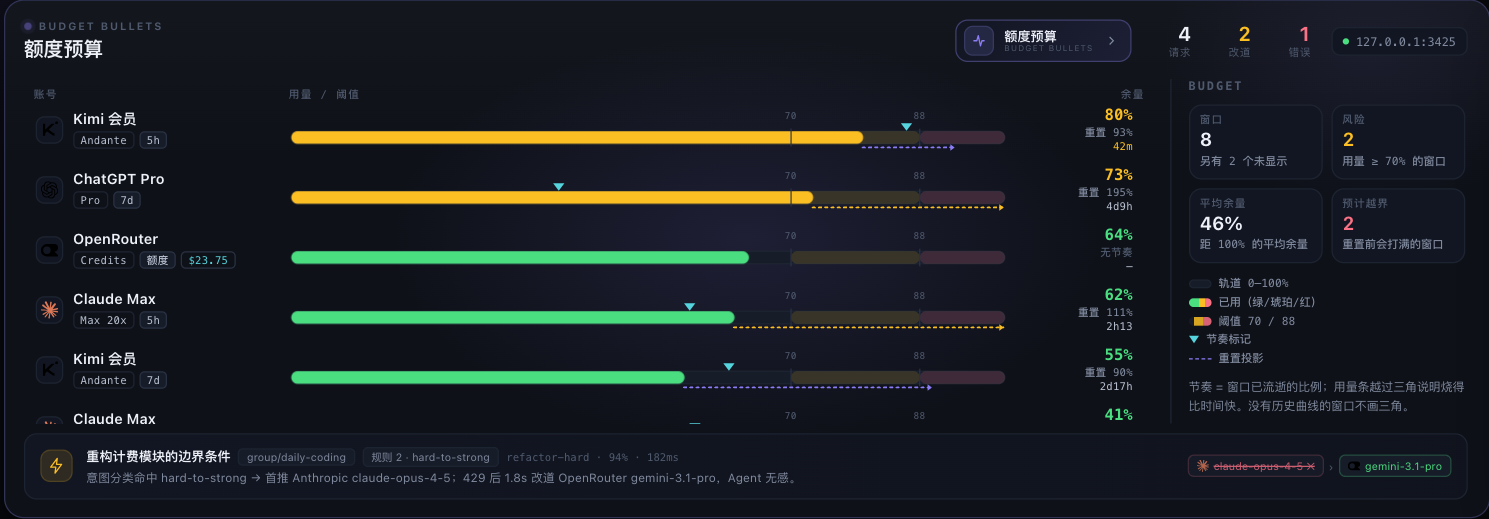 BUDGET BULLETS
额度预算
额度预算
BUDGET BULLETS
4
请求
2
改道
1
错误
127.0.0.1:3425
账号
用量 / 阈值
余量
Kimi 会员
Andante 5h
70 88
80%
重置 93%
42m
ChatGPT Pro
Pro 7d
70 88
73%
重置 195%
4d9h
OpenRouter
Credits 额度 $23.75
70 88
64%
无节奏
—
Claude Max
Max 20x 5h
70 88
62%
重置 111%
2h13
Kimi 会员
Andante 7d
70 88
55%
重置 90%
2d17h
Claude Max
70 88
41%
BUDGET
窗口
8
另有 2 个未显示
风险
2
用量 ≥ 70% 的窗口
平均余量
46%
距 100% 的平均余量
预计越界
2
重置前会打满的窗口
轨道 0—100%
已用 (绿/琥珀/红)
阈值 70 / 88
节奏标记
重置投影
节奏 = 窗口已流逝的比例；用量条越过三角说明烧得
比时间快。没有历史曲线的窗口不画三角。
重构计费模块的边界条件 group/daily-coding 规则 2 · hard-to-strong refactor-hard · 94% · 182ms
意图分类命中 hard-to-strong → 首推 Anthropic claude-opus-4-5；429 后 1.8s 改道 OpenRouter gemini-3.1-pro，Agent 无感。
claude-opus-4-5 × › gemini-3.1-pro